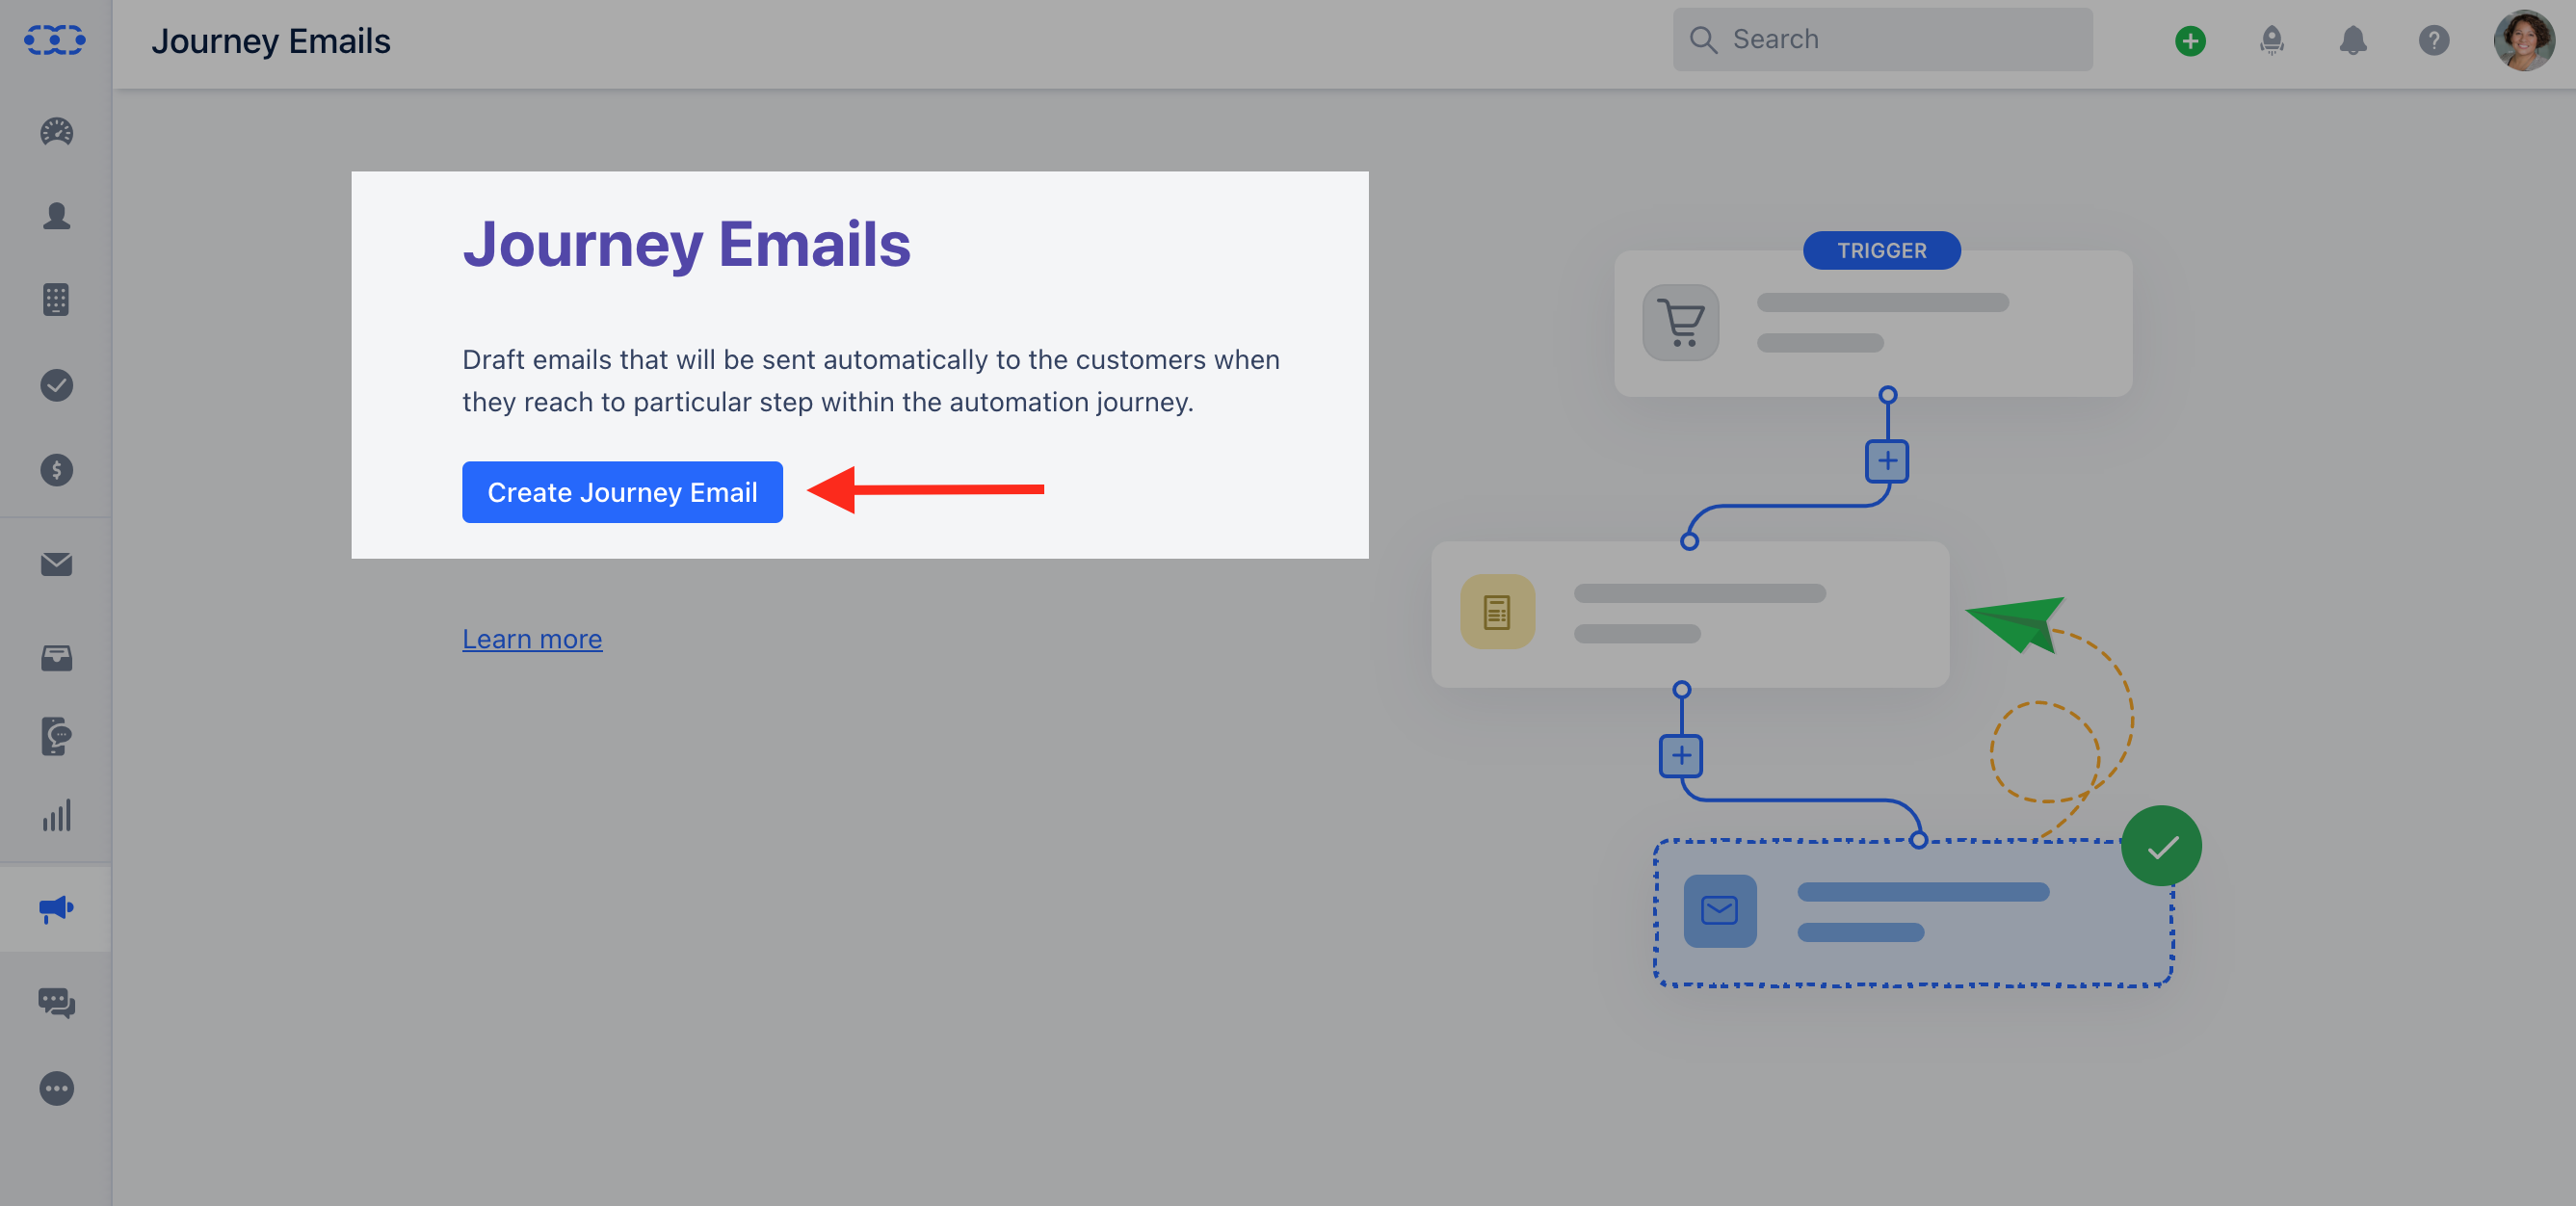 Journey Emails
Search
Journey Emails
Draft emails that will be sent automatically to the customers when
they reach to particular step within the automation journey.
Create Journey Email
Learn more
TRIGGER